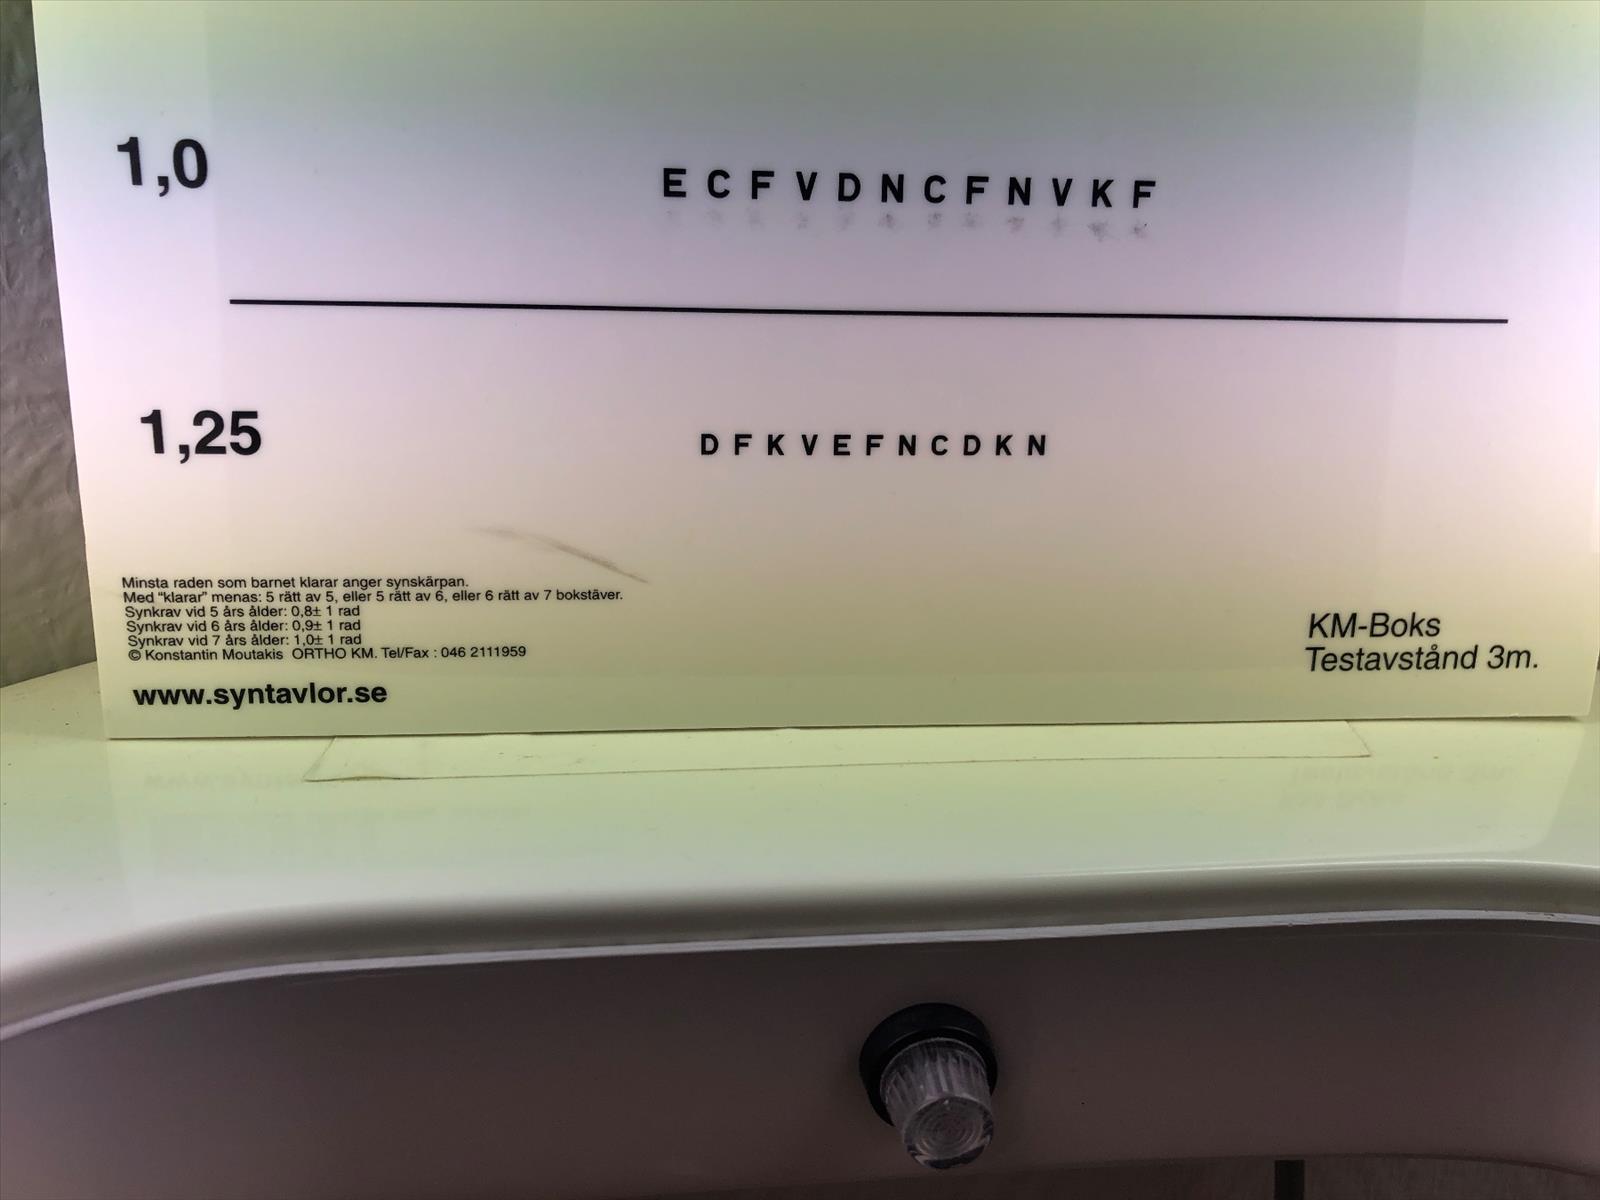 1,0
E C F V D N C F N V K F
1,25
D F K V E F N C D K N
Minsta raden som barnet klarar anger synskärpan.
Med “klarar” menas: 5 rätt av 5, eller 5 rätt av 6, eller 6 rätt av 7 bokstäver.
Synkrav vid 5 års ålder: 0,8± 1 rad
Synkrav vid 6 års ålder: 0,9± 1 rad
Synkrav vid 7 års ålder: 1,0± 1 rad
© Konstantin Moutakis ORTHO KM. Tel/Fax : 046 2111959
www.syntavlor.se
KM-Boks
Testavstånd 3m.